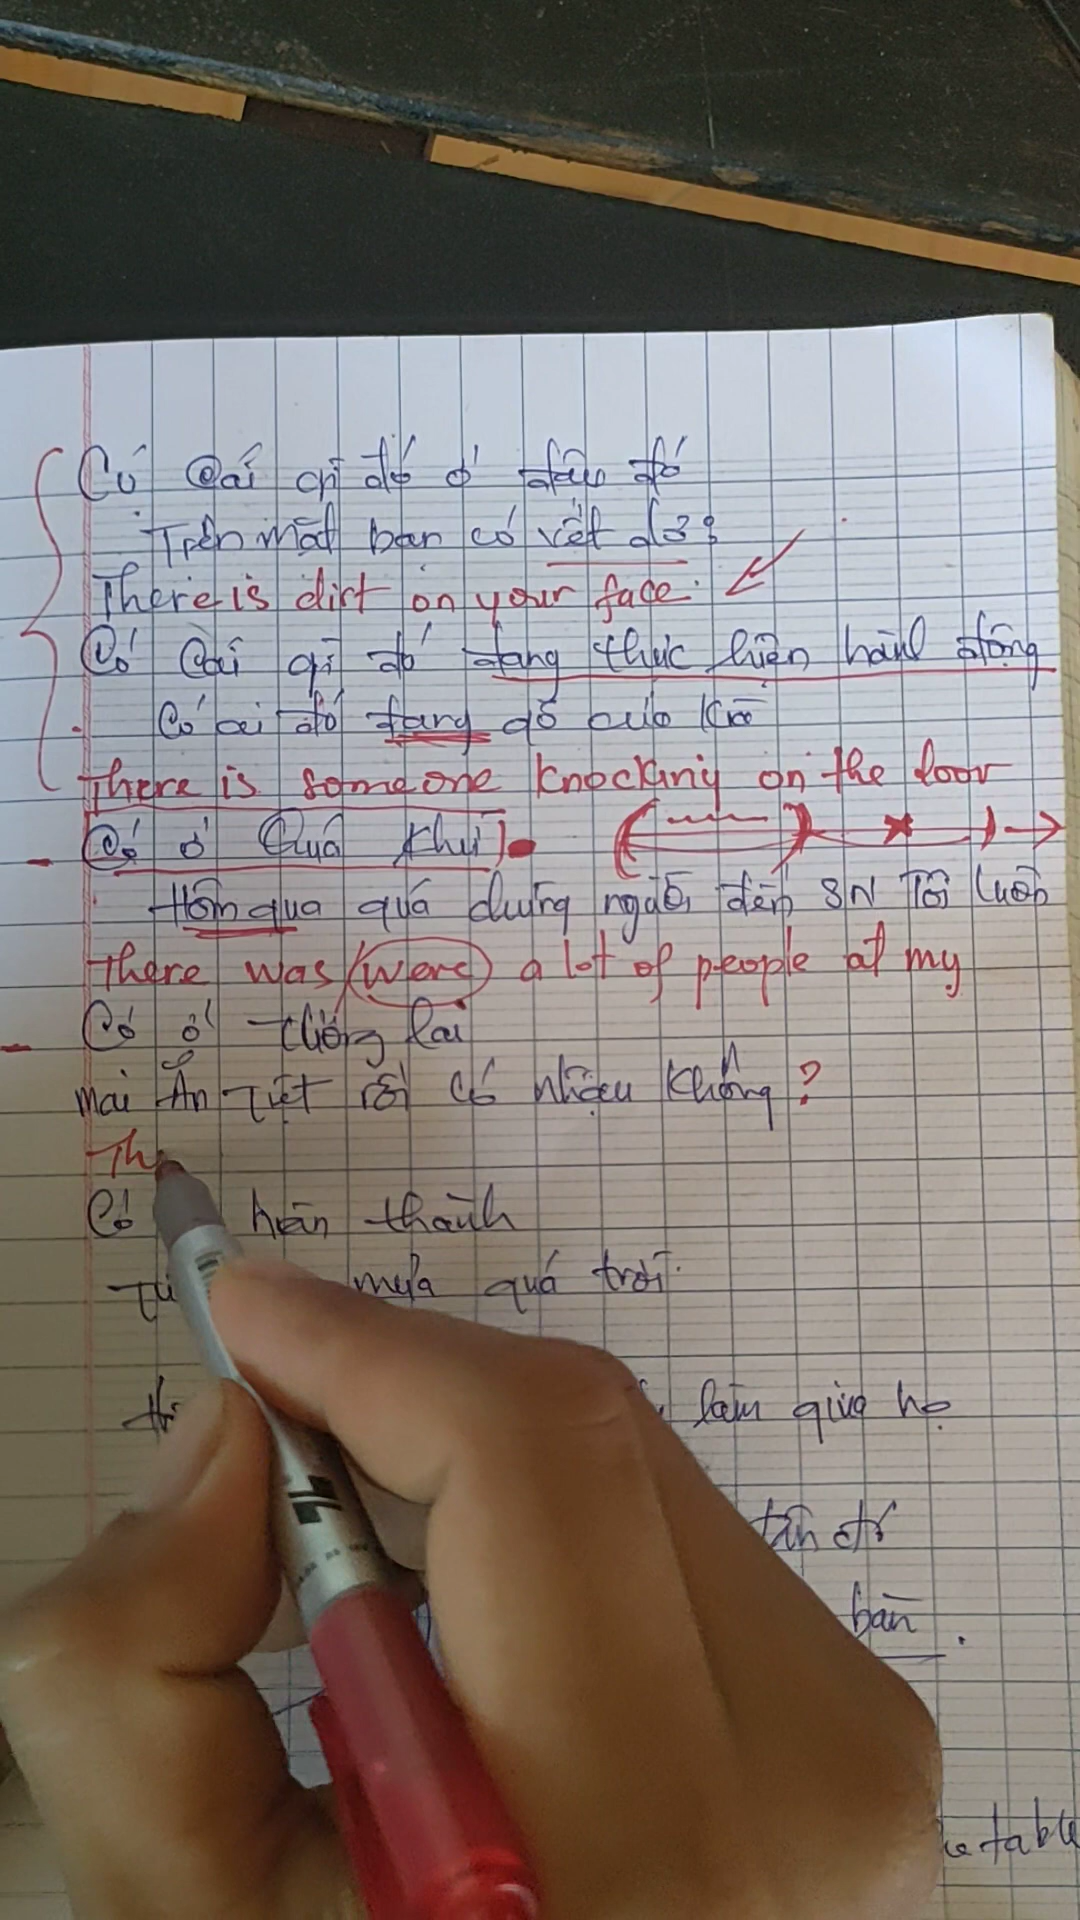 Có Cái gì đó ở đâu đó
Trên mặt bạn có vết dơ
There is dirt on your face.
Có Cái gì đó đang thực hiện hành động
Có ai đó đang gõ cửa kìa
There is someone knocking on the door
Có ở Quá khứ
Hôm qua quá chừng người đến SN Tôi luôn
There was (were) a lot of people at my
Có ở tương lai
Mai Ăn Tiệt rồi Có nhiều không?
Th
Có hoàn thành
mưa quá trời.
làm giùng họ
bàn.
table